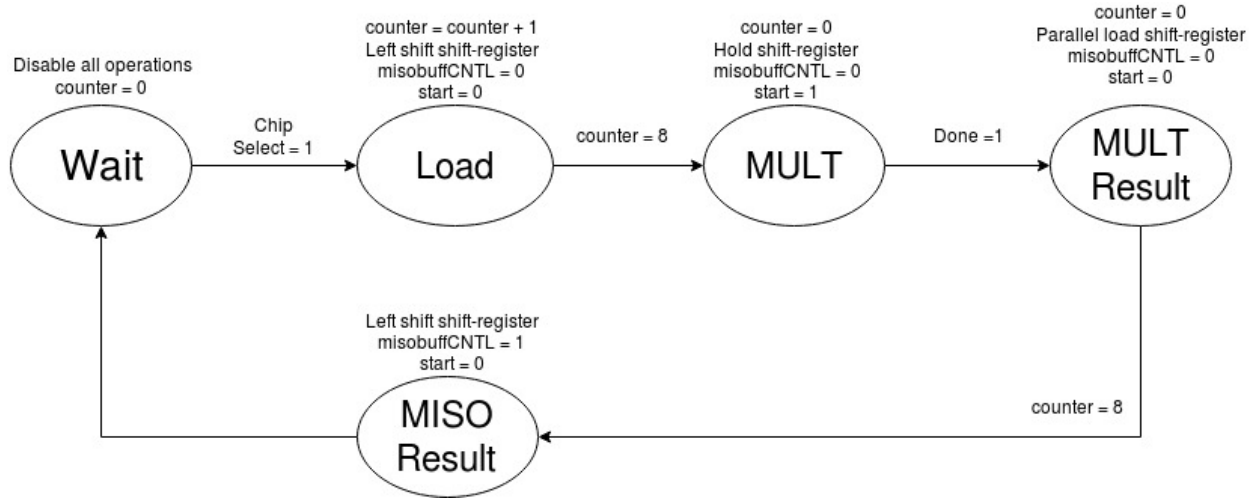 Disable all operations
counter = 0
Wait
Chip
Select = 1
counter = counter + 1
Left shift shift-register
misobuffCNTL = 0
start = 0
Load
counter = 8
counter = 0
Hold shift-register
misobuffCNTL = 0
start = 1
MULT
Done =1
counter = 0
Parallel load shift-register
misobuffCNTL = 0
start = 0
MULT
Result
counter = 8
Left shift shift-register
misobuffCNTL = 1
start = 0
MISO
Result